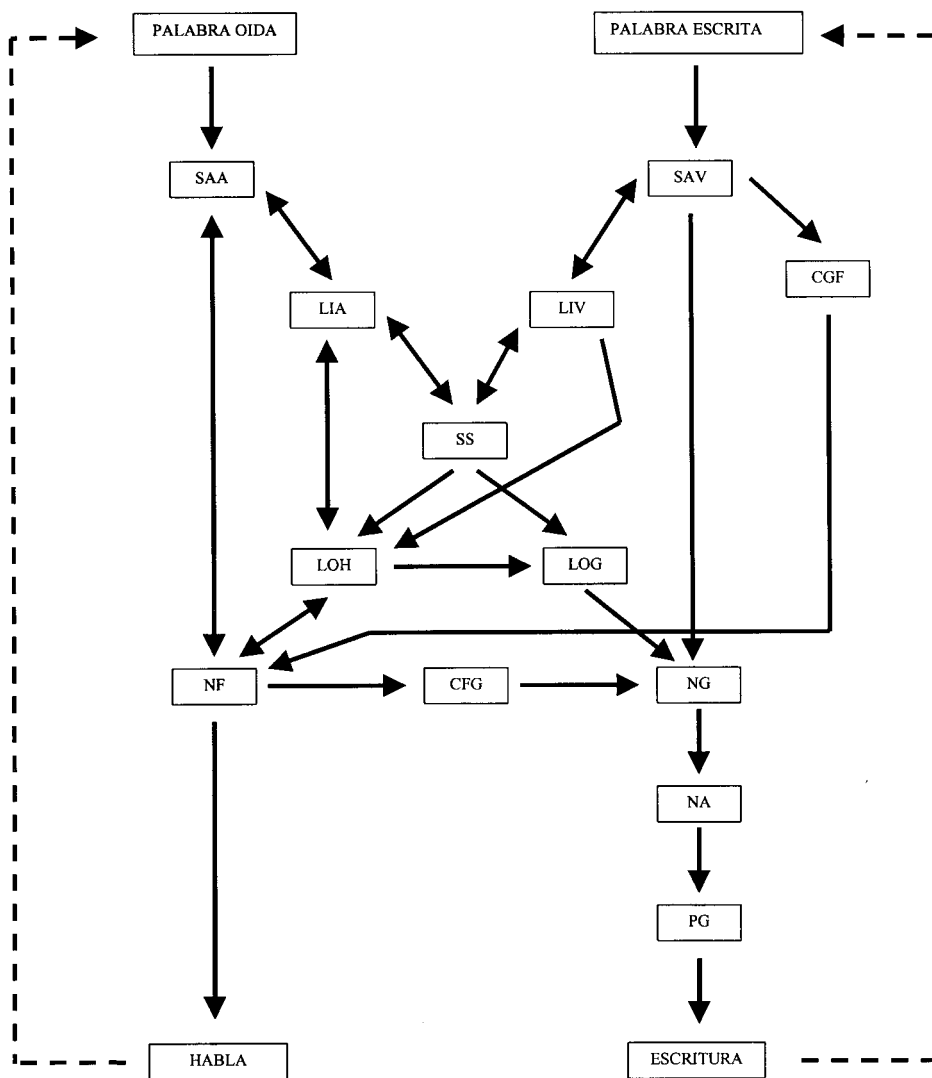 PALABRA OIDA
PALABRA ESCRITA
SAA
SAV
CGF
LIA
LIV
SS
LOH
LOG
NF
CFG
NG
NA
PG
HABLA
ESCRITURA